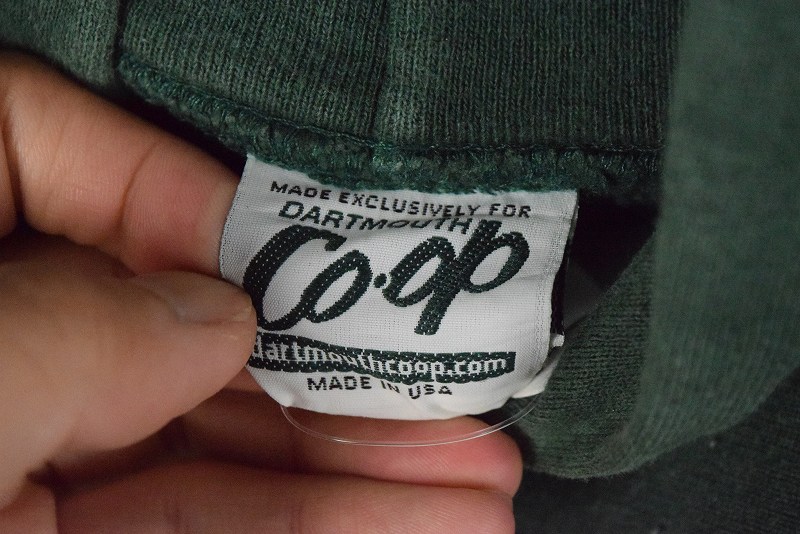 MADE EXCLUSIVELY FOR
DARTMOUTH
Co·op
dartmouthcoop.com
MADE IN USA